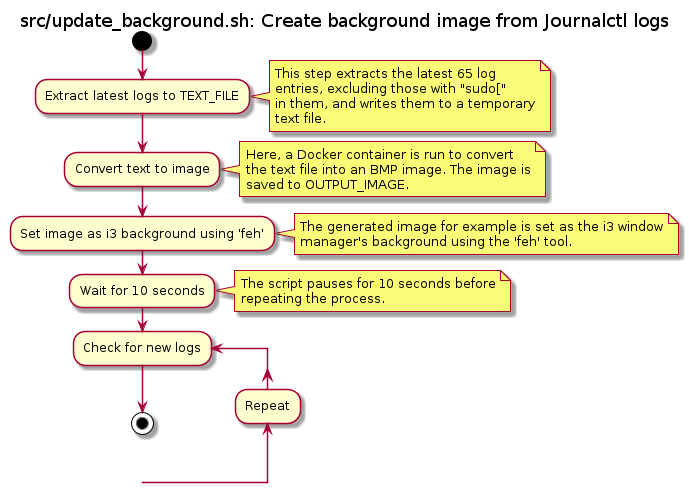 src/update_background.sh: Create background image from Journalctl logs
Extract latest logs to TEXT_FILE
This step extracts the latest 65 log
entries, excluding those with "sudo["
in them, and writes them to a temporary
text file.
Convert text to image
Here, a Docker container is run to convert
the text file into an BMP image. The image is
saved to OUTPUT_IMAGE.
Set image as i3 background using 'feh'
The generated image for example is set as the i3 window
manager's background using the 'feh' tool.
Wait for 10 seconds
The script pauses for 10 seconds before
repeating the process.
Check for new logs
Repeat